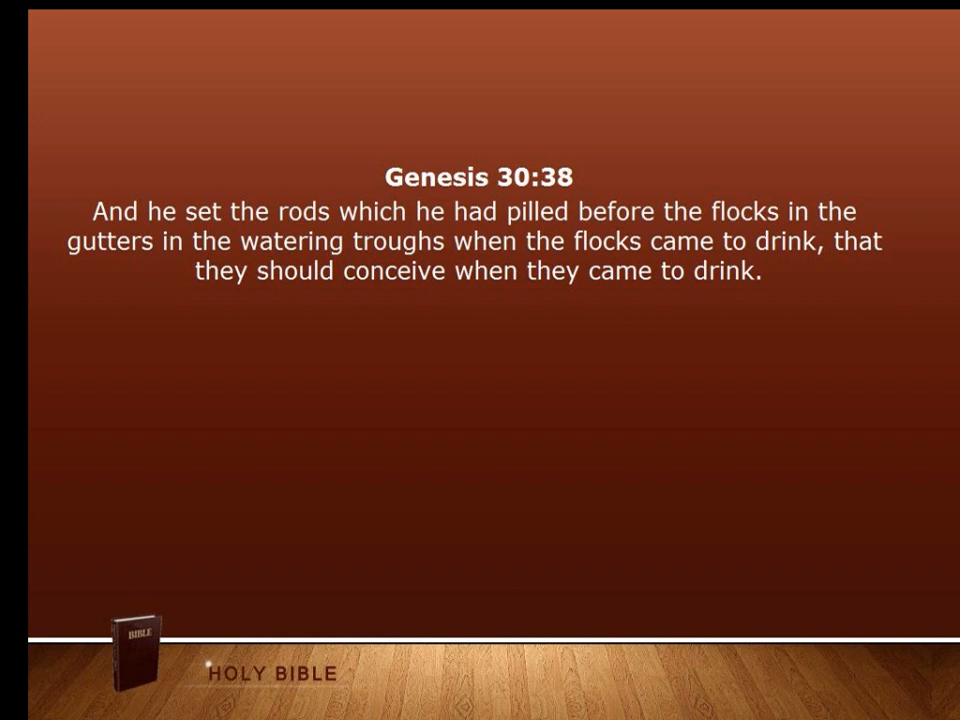 Genesis 30:38
And he set the rods which he had pilled before the flocks in the
gutters in the watering troughs when the flocks came to drink, that
they should conceive when they came to drink.
BIBLE
HOLY BIBLE